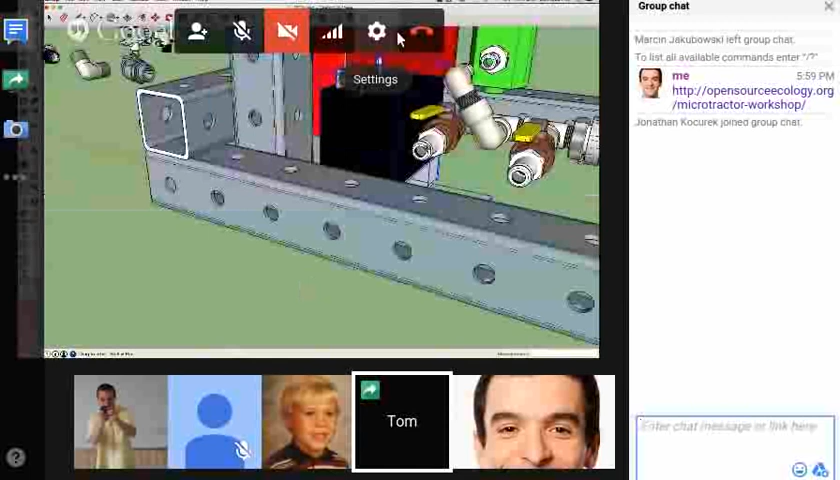 Group chat
Marcin Jakubowski left group chat.
To list all available commands enter "/?"
me
5:59 PM
http://opensourceecology.org
/microtractor-workshop/
Jonathan Kocurek joined group chat.
Settings
Tom
Enter chat message or link here